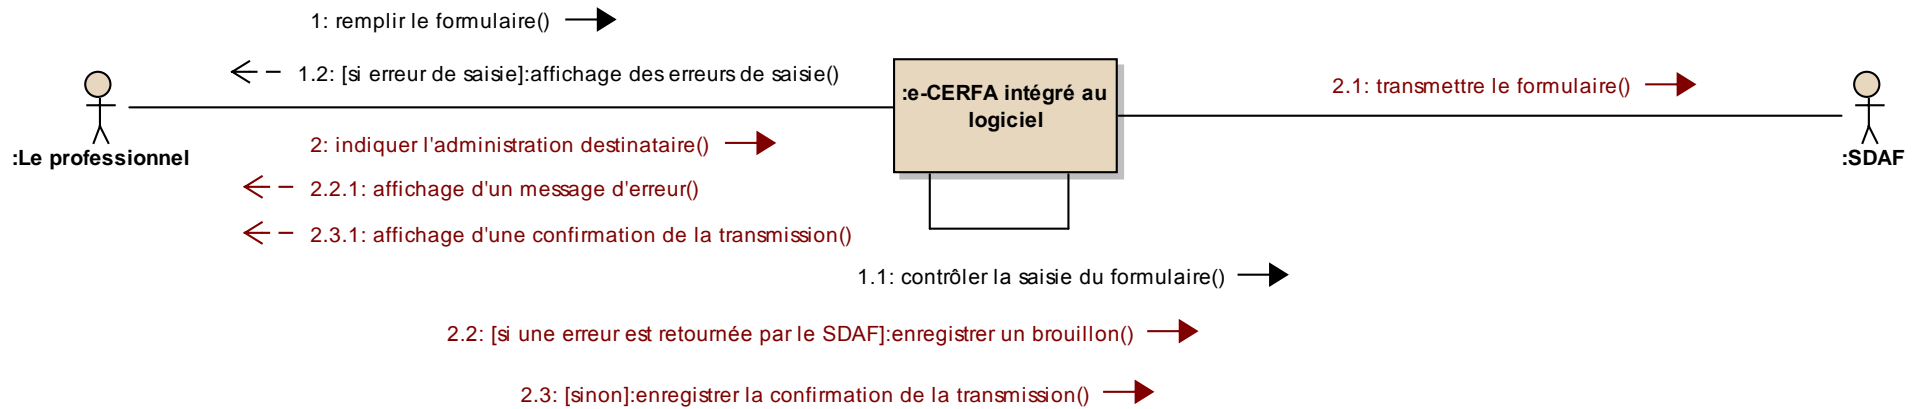 1: remplir le formulaire()
1.2: [si erreur de saisie]:affichage des erreurs de saisie()
:e-CERFA intégré au
logiciel
2.1: transmettre le formulaire()
:Le professionnel
:SDAF
2: indiquer l'administration destinataire()
2.2.1: affichage d'un message d'erreur()
2.3.1: affichage d'une confirmation de la transmission()
1.1: contrôler la saisie du formulaire()
2.2: [si une erreur est retournée par le SDAF]:enregistrer un brouillon()
2.3: [sinon]:enregistrer la confirmation de la transmission()